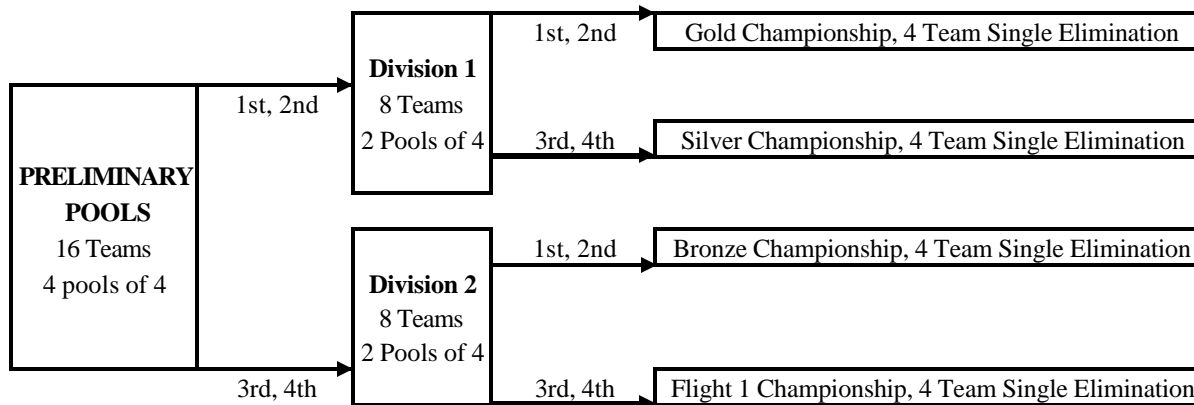 PRELIMINARY
POOLS
16 Teams
4 pools of 4
1st, 2nd
3rd, 4th
Division 1
8 Teams
2 Pools of 4
1st, 2nd
Gold Championship, 4 Team Single Elimination
3rd, 4th
Silver Championship, 4 Team Single Elimination
Division 2
8 Teams
2 Pools of 4
1st, 2nd
Bronze Championship, 4 Team Single Elimination
3rd, 4th
Flight 1 Championship, 4 Team Single Elimination